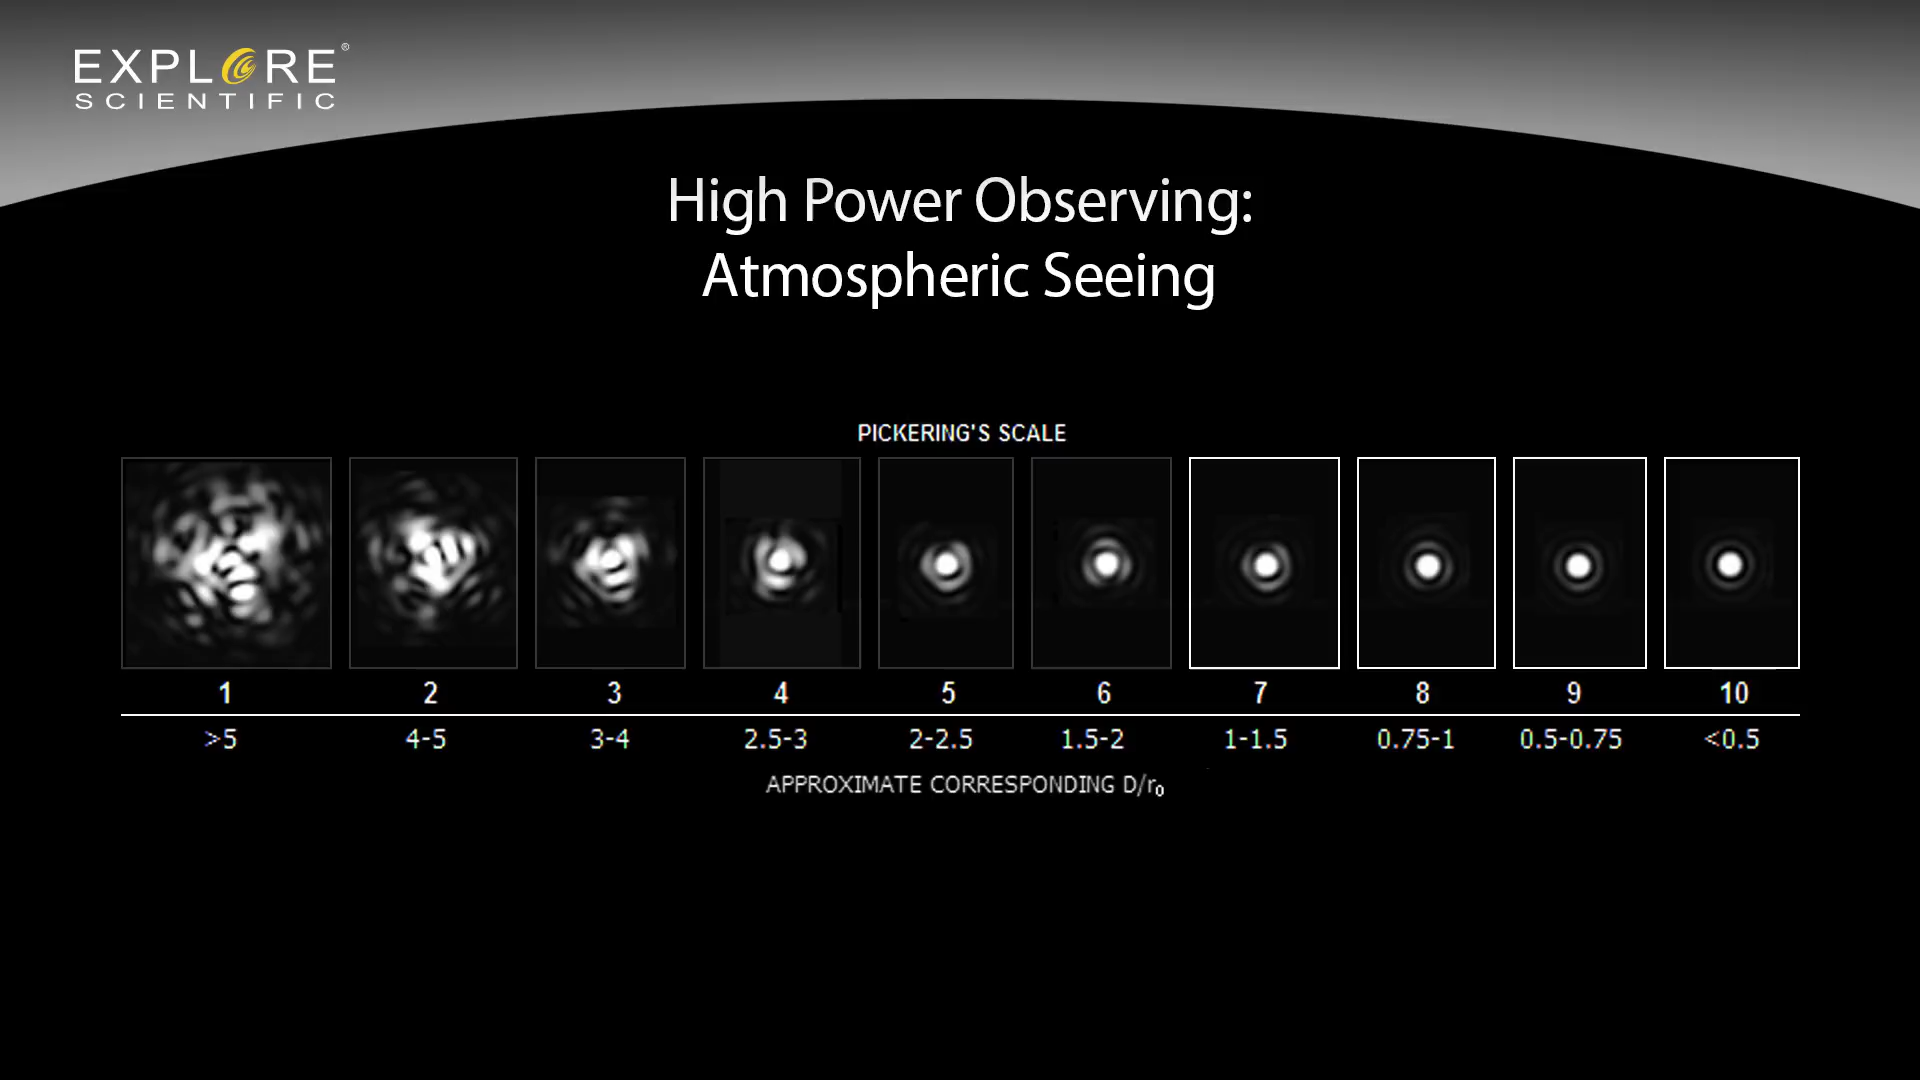 EXPLORE®
SCIENTIFIC
High Power Observing:
Atmospheric Seeing
PICKERING'S SCALE
1 2 3 4 5 6 7 8 9 10
>5 4-5 3-4 2.5-3 2-2.5 1.5-2 1-1.5 0.75-1 0.5-0.75 <0.5
APPROXIMATE CORRESPONDING D/r₀